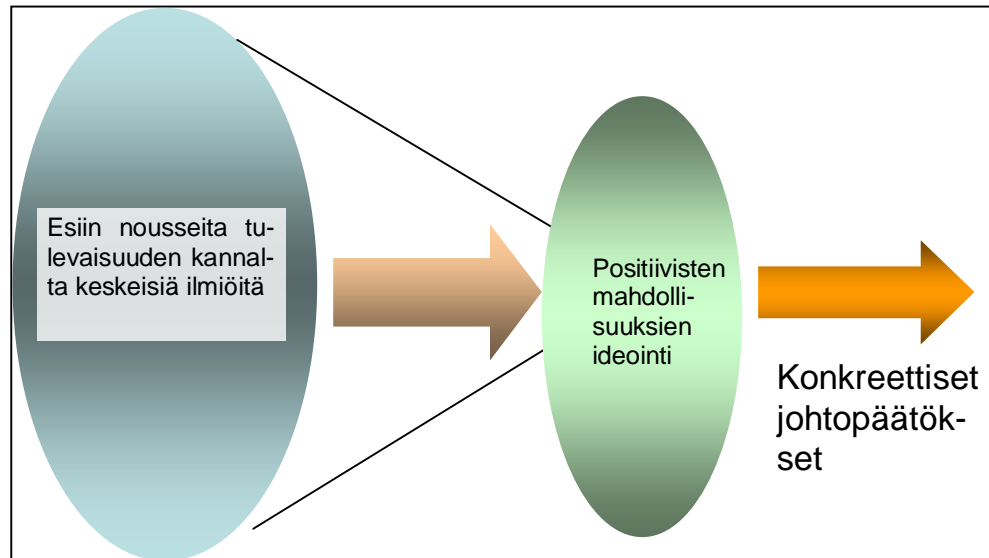 Esiin nousseita tu-
levaisuuden kannal-
ta keskeisiä ilmiöitä
Positiivisten
mahdolli-
suuksien
ideointi
Konkreettiset
johtopäätök-
set